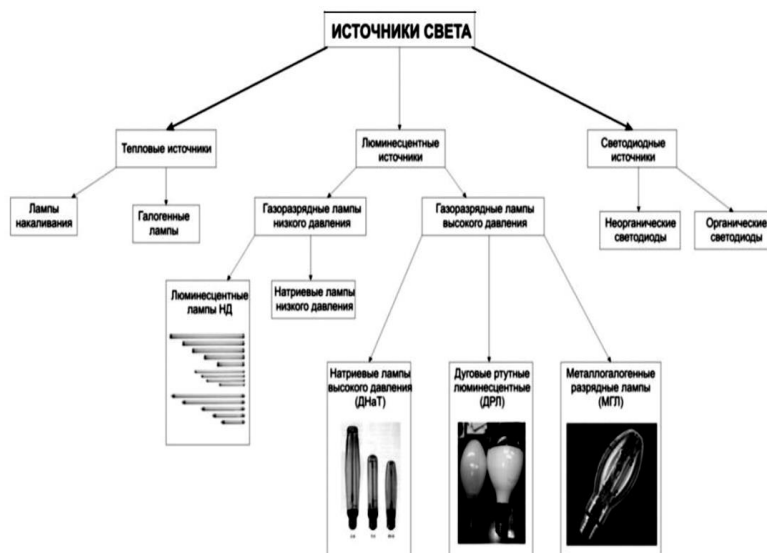 ИСТОЧНИКИ СВЕТА
Тепловые источники
Люминесцентные
источники
Светодиодные
источники
Лампы
накаливания
Галогенные
лампы
Газоразрядные лампы
низкого давления
Газоразрядные лампы
высокого давления
Неорганические
светодиоды
Органические
светодиоды
Люминесцентные
лампы НД
Натриевые лампы
низкого давления
Натриевые лампы
высокого давления
(ДНаТ)
Дуговые ртутные
люминесцентные
(ДРЛ)
Металлогалогенные
разрядные лампы
(МГЛ)